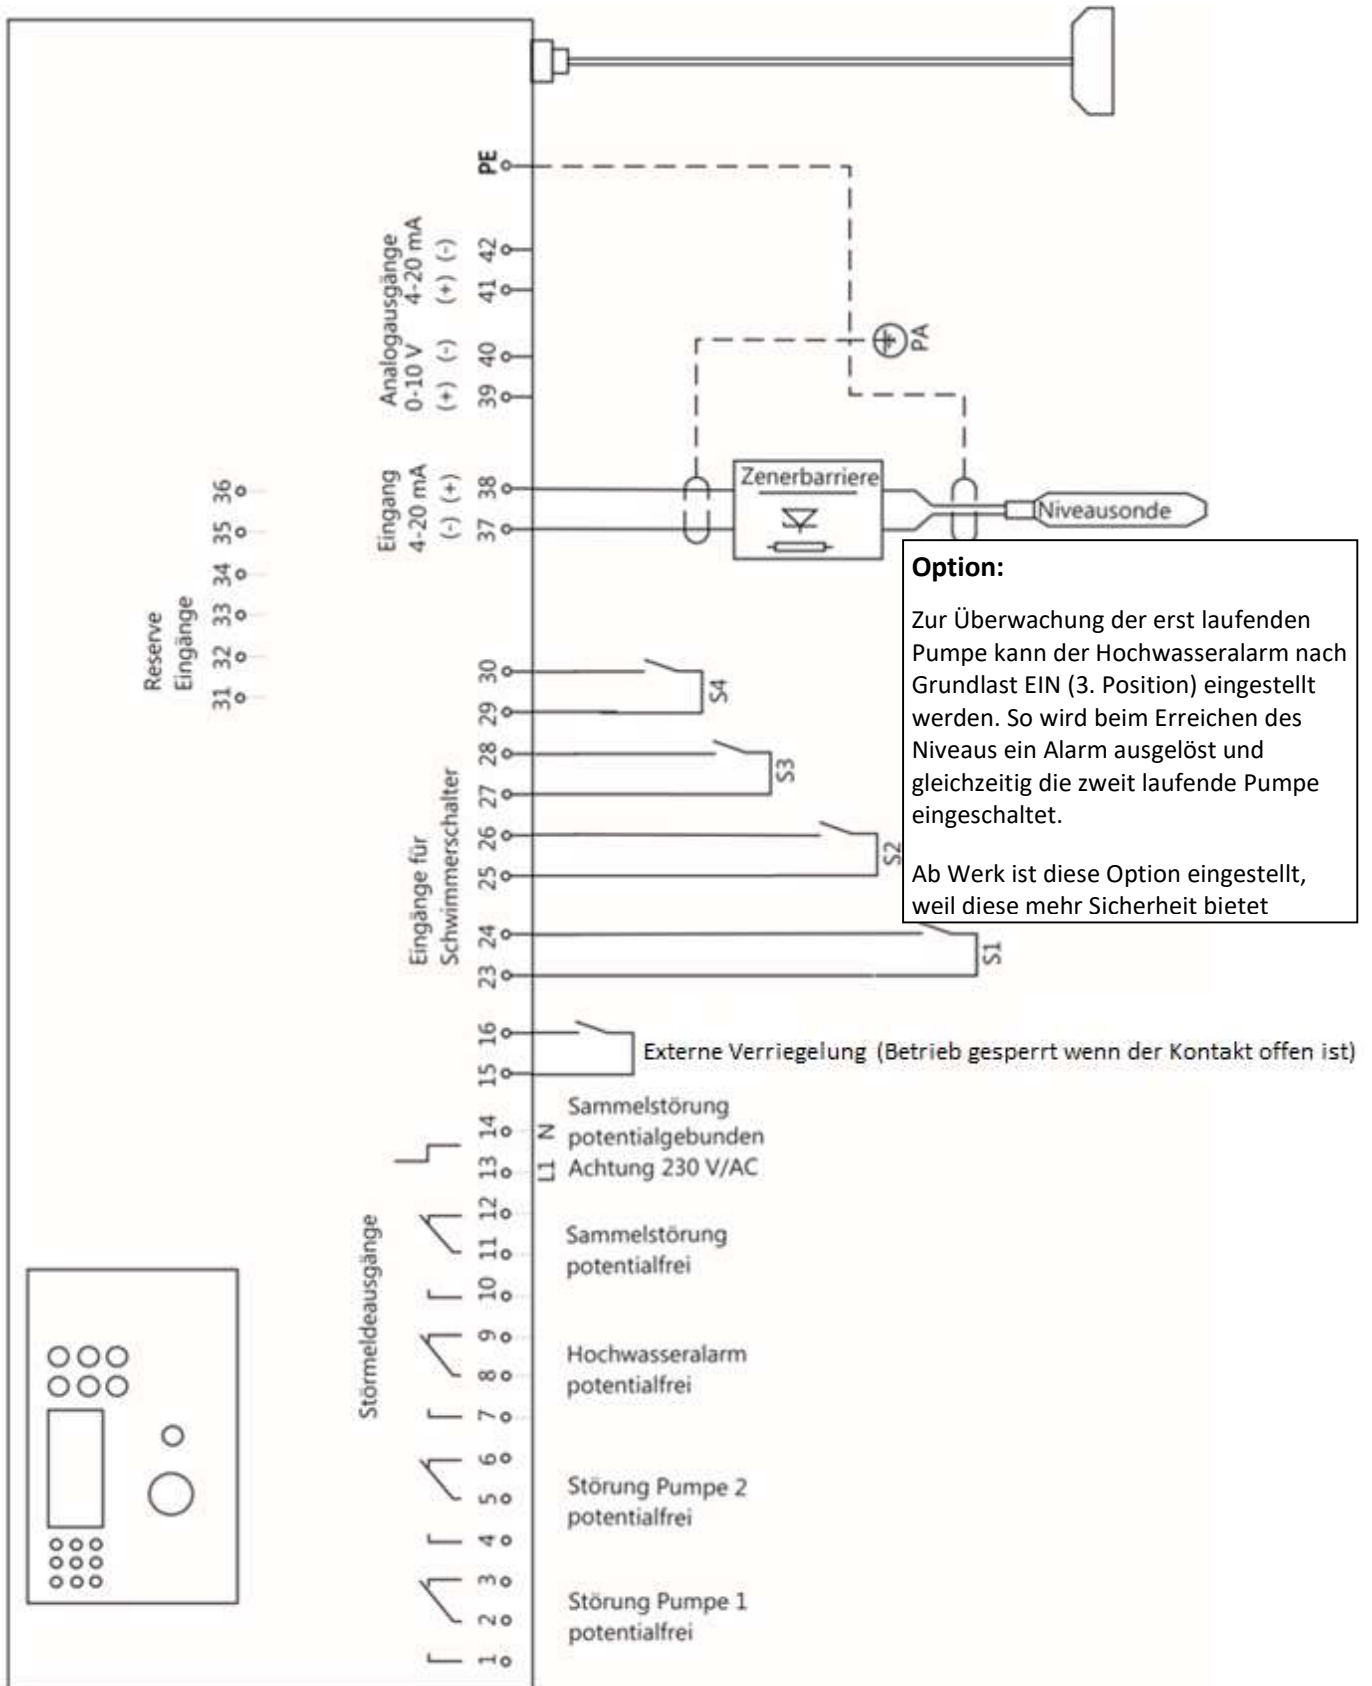 PE
Analogausgänge
0-10 V 4-20 mA
(+) (-) (+) (-)
39 40 41 42
PA
Eingang
4-20 mA
(-) (+)
37 38
Zenerbarriere
Niveausonde
Reserve
Eingänge
31 32 33 34 35 36
Option:
Zur Überwachung der erst laufenden
Pumpe kann der Hochwasseralarm nach
Grundlast EIN (3. Position) eingestellt
werden. So wird beim Erreichen des
Niveaus ein Alarm ausgelöst und
gleichzeitig die zweit laufende Pumpe
eingeschaltet.
Ab Werk ist diese Option eingestellt,
weil diese mehr Sicherheit bietet
Eingänge für
Schwimmerschalter
23 24 25 26 27 28 29 30
S4
S3
S2
S1
15 16
Externe Verriegelung (Betrieb gesperrt wenn der Kontakt offen ist)
Störmeldeausgänge
1 2 3 4 5 6 7 8 9 10 11 12 13 14
L1 N
Sammelstörung
potentialgebunden
Achtung 230 V/AC
Sammelstörung
potentialfrei
Hochwasseralarm
potentialfrei
Störung Pumpe 2
potentialfrei
Störung Pumpe 1
potentialfrei